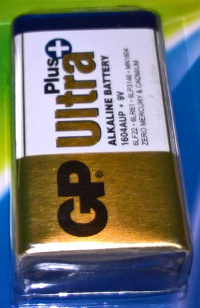 GP
Ultra
Plus+
ALKALINE BATTERY
1604AUP • 9V
6LF22 • 6LR61 • 6LP3146 • MN1604
ZERO MERCURY & CADMIUM